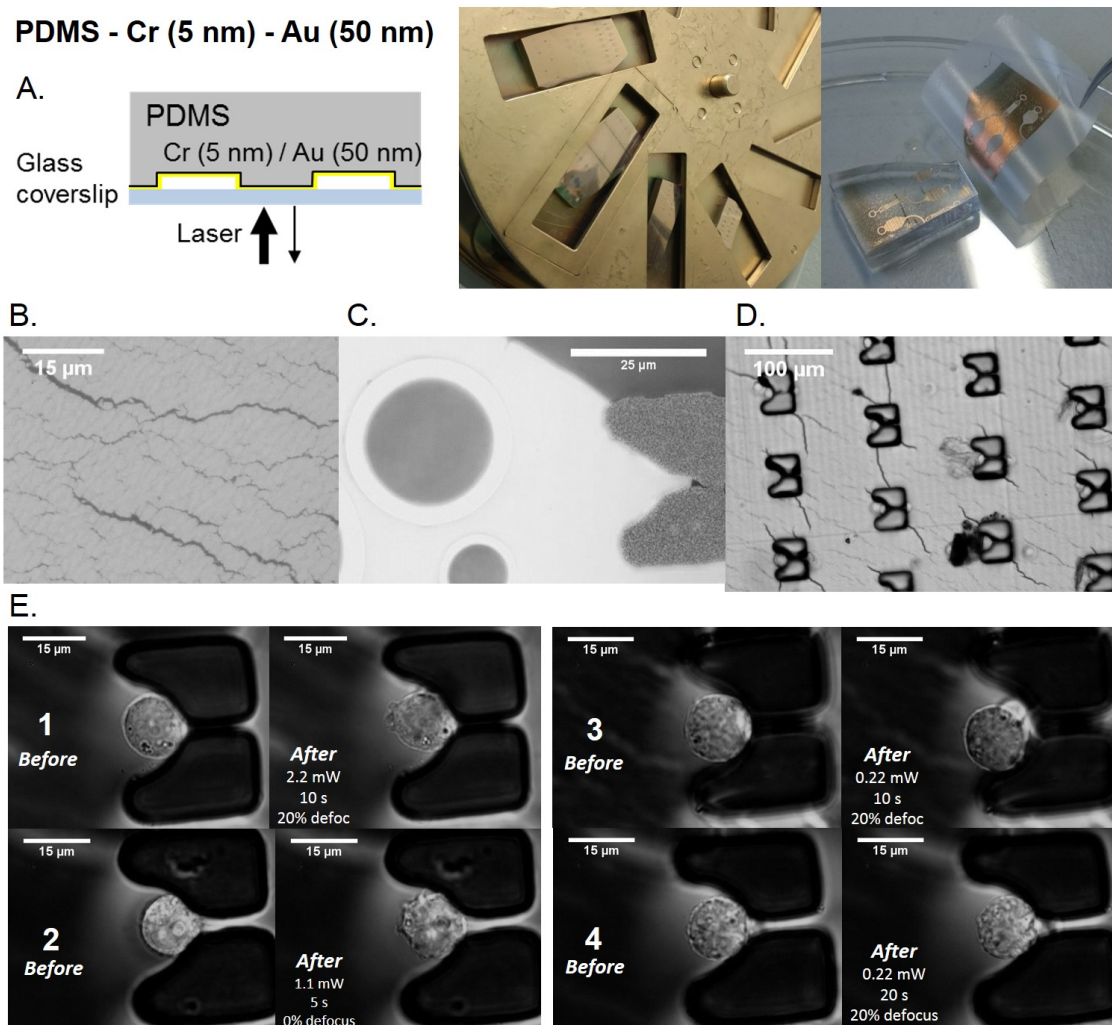 PDMS - Cr (5 nm) - Au (50 nm)
A.
PDMS
Cr (5 nm) / Au (50 nm)
Glass
coverslip
Laser
B.
15 µm
C.
25 µm
D.
100 µm
E.
15 µm
1
Before
15 µm
After
2.2 mW
10 s
20% defoc
15 µm
3
Before
15 µm
After
0.22 mW
10 s
20% defoc
15 µm
2
Before
15 µm
After
1.1 mW
5 s
0% defocus
15 µm
4
Before
15 µm
After
0.22 mW
20 s
20% defocus